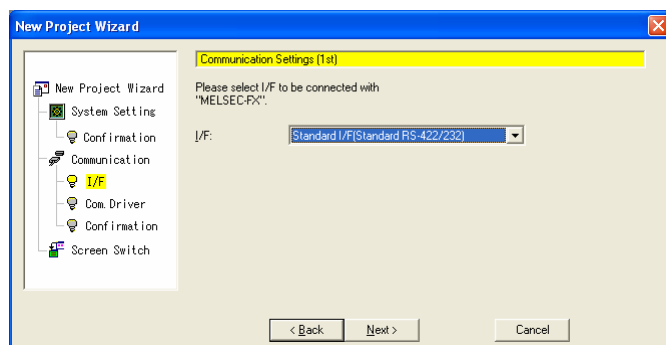 New Project Wizard
Communication Settings (1st)
New Project Wizard
System Setting
Confirmation
Communication
I/F
Com. Driver
Confirmation
Screen Switch
Please select I/F to be connected with
"MELSEC-FX".
I/F: Standard I/F(Standard RS-422/232)
< Back Next > Cancel